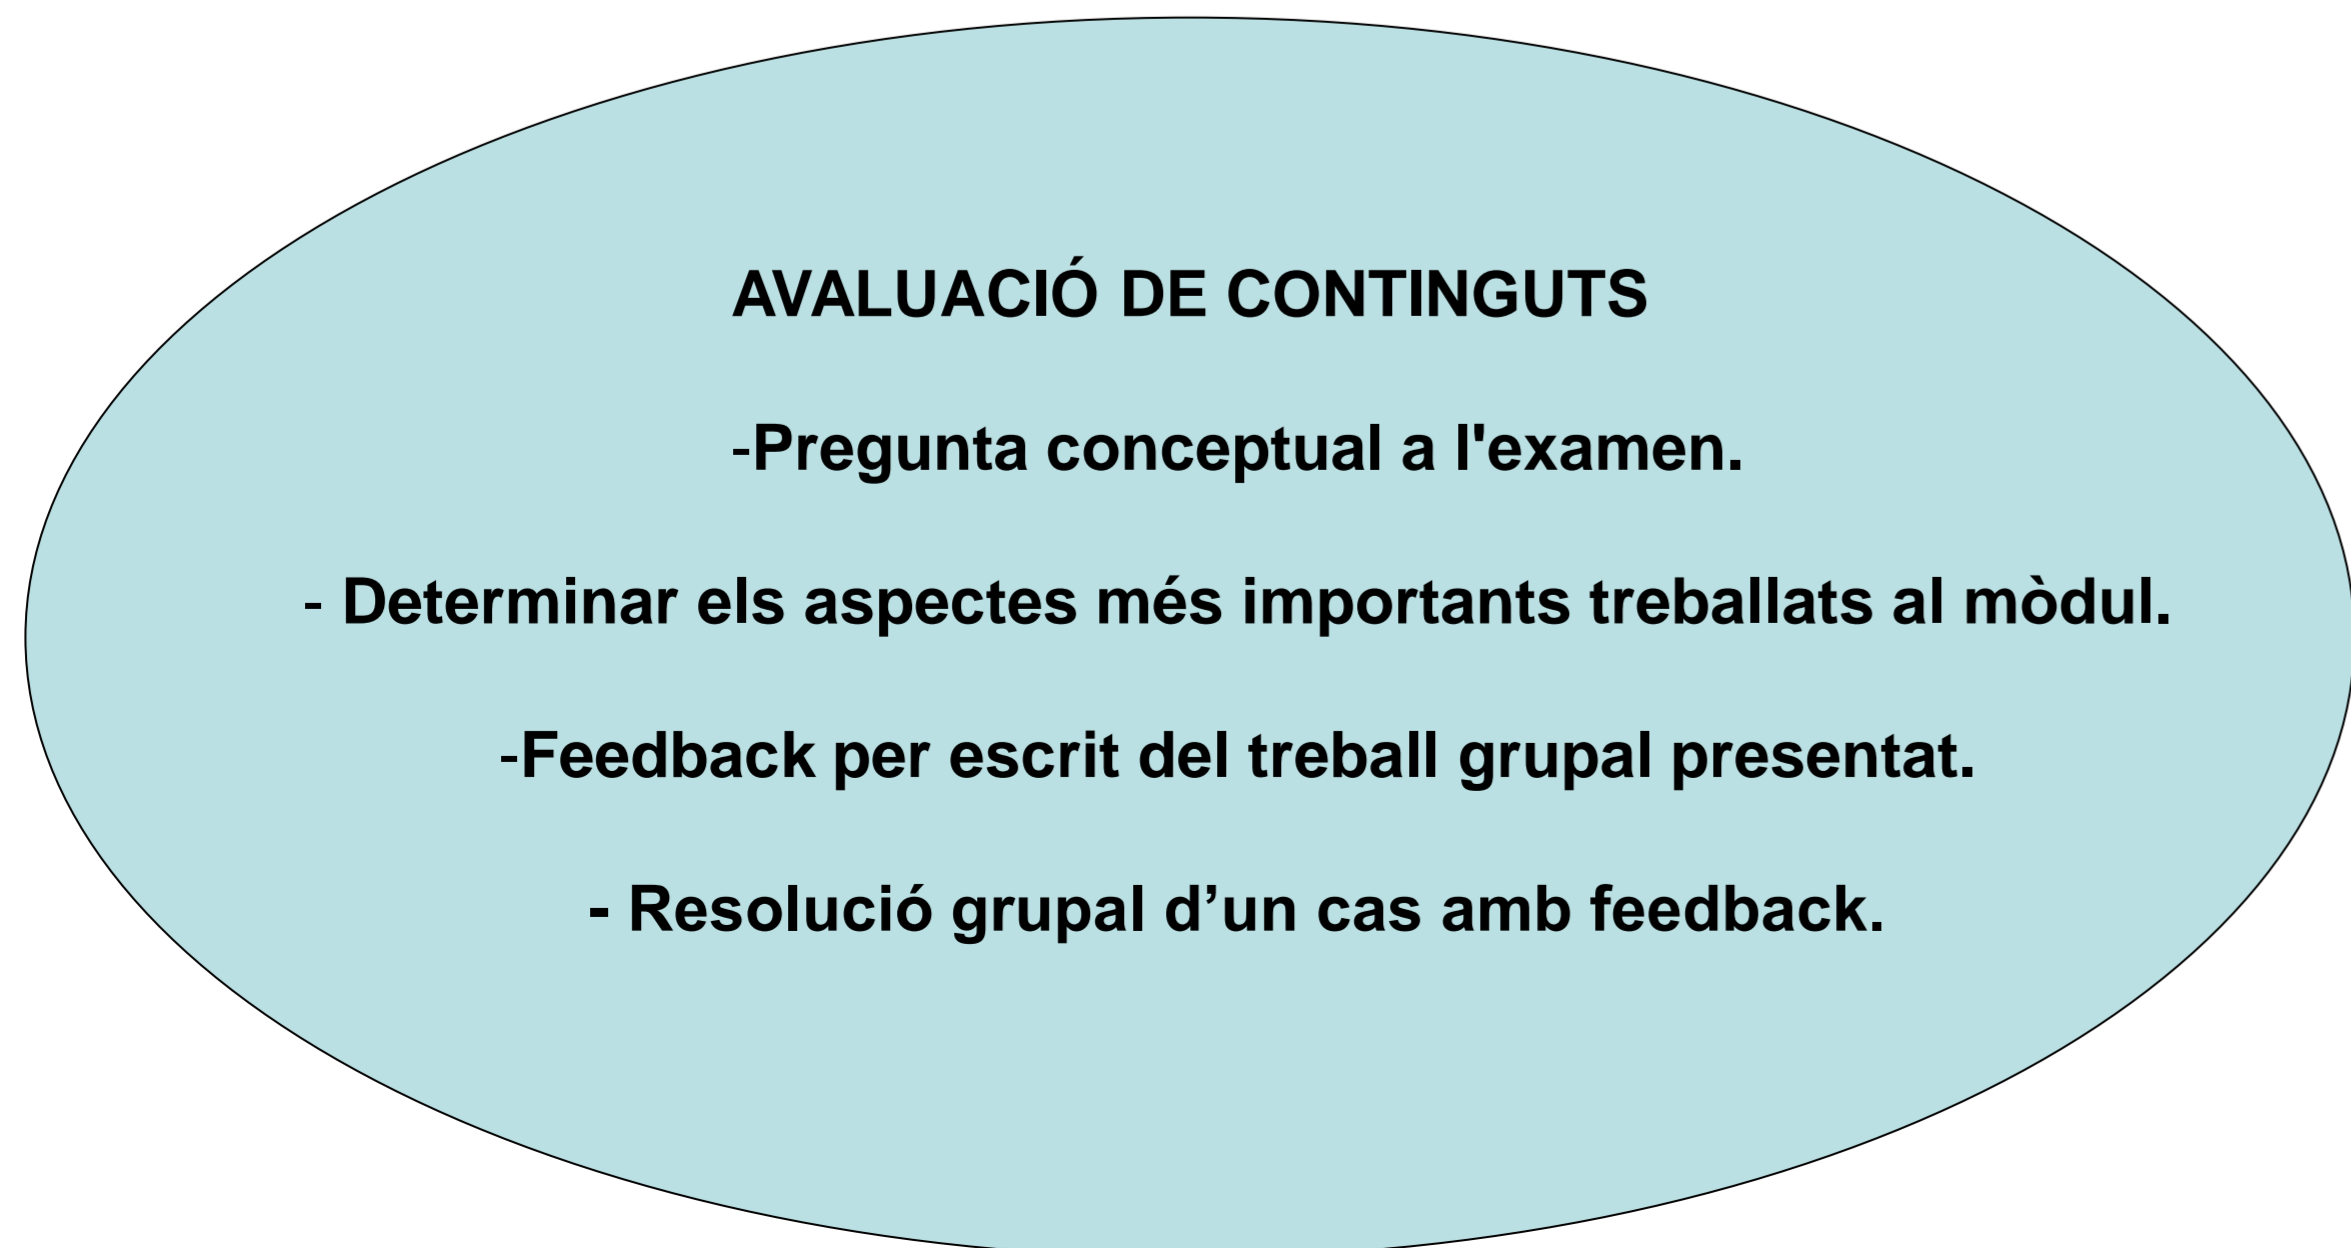 AVALUACIÓ DE CONTINGUTS
-Pregunta conceptual a l'examen.
- Determinar els aspectes més importants treballats al mòdul.
-Feedback per escrit del treball grupal presentat.
- Resolució grupal d’un cas amb feedback.